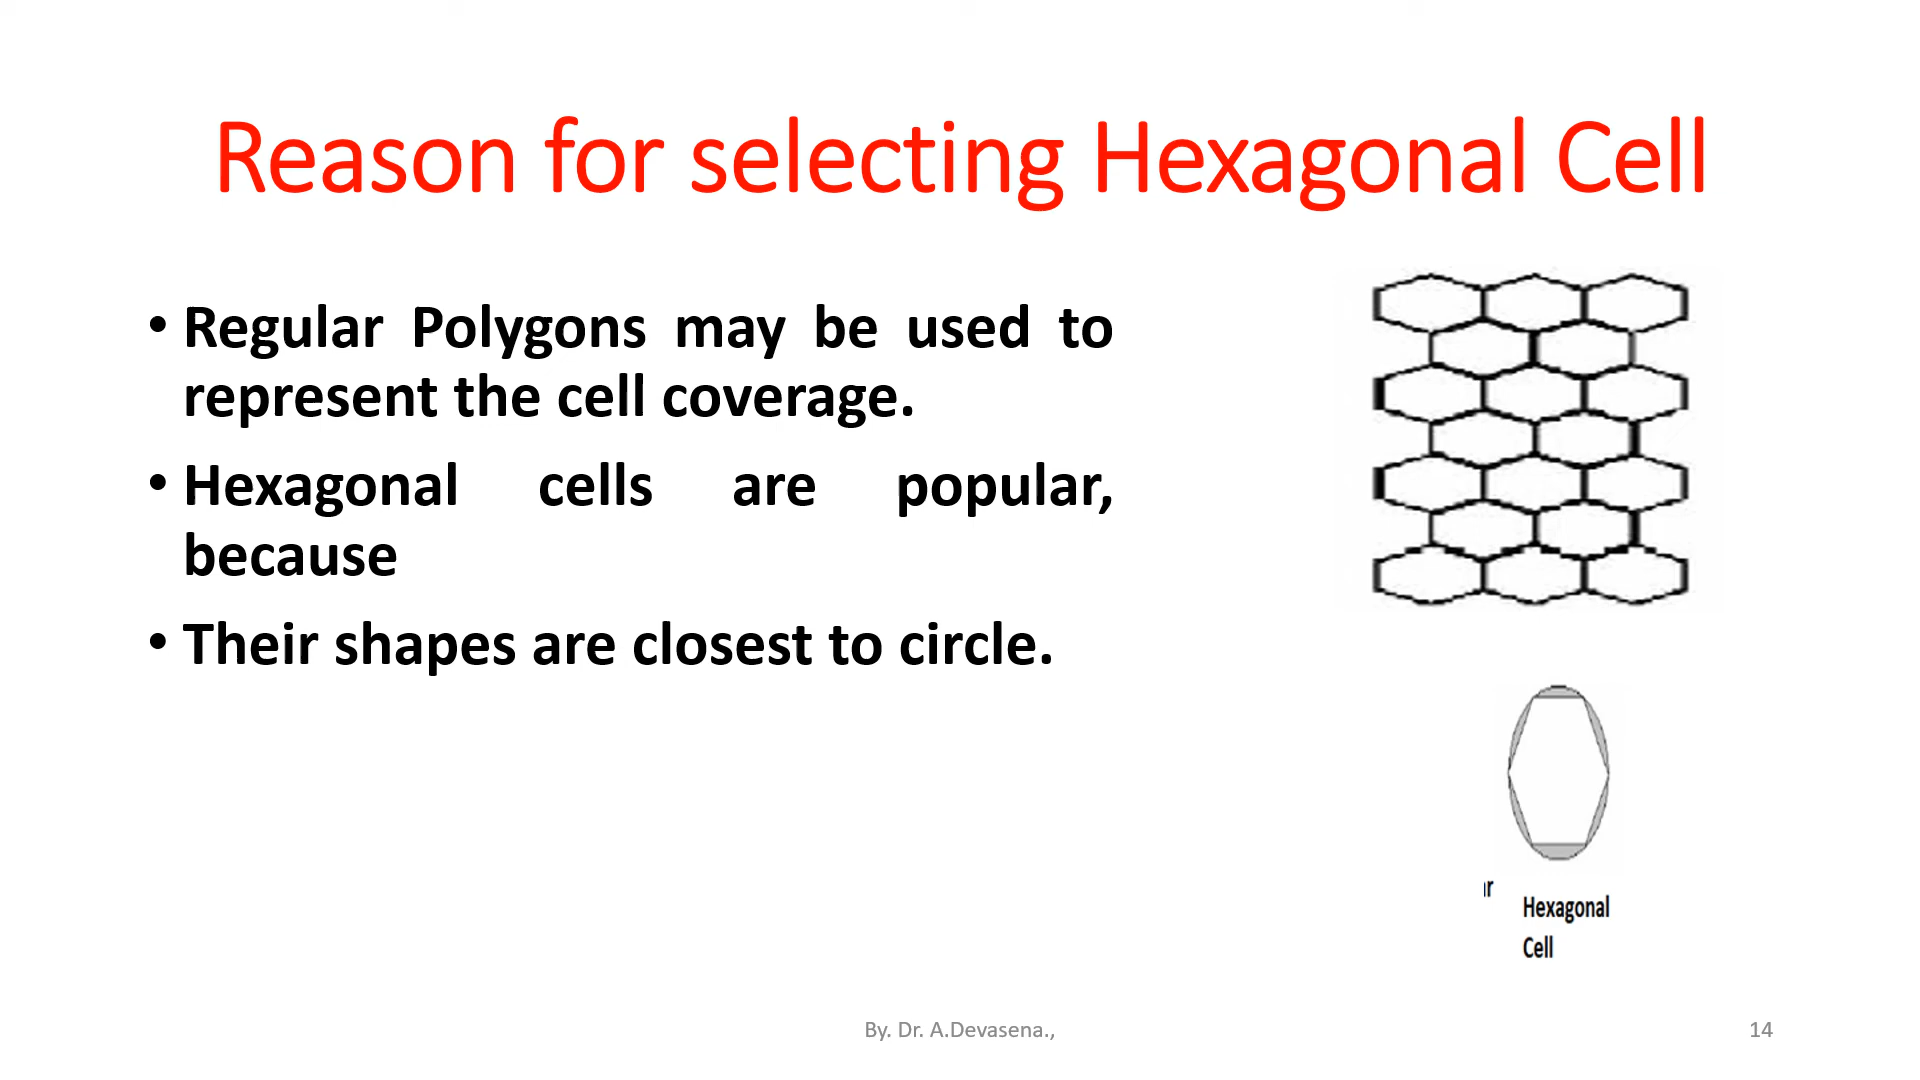 Reason for selecting Hexagonal Cell
• Regular Polygons may be used to
represent the cell coverage.
• Hexagonal cells are popular,
because
• Their shapes are closest to circle.
Hexagonal
Cell
By. Dr. A.Devasena.,
14